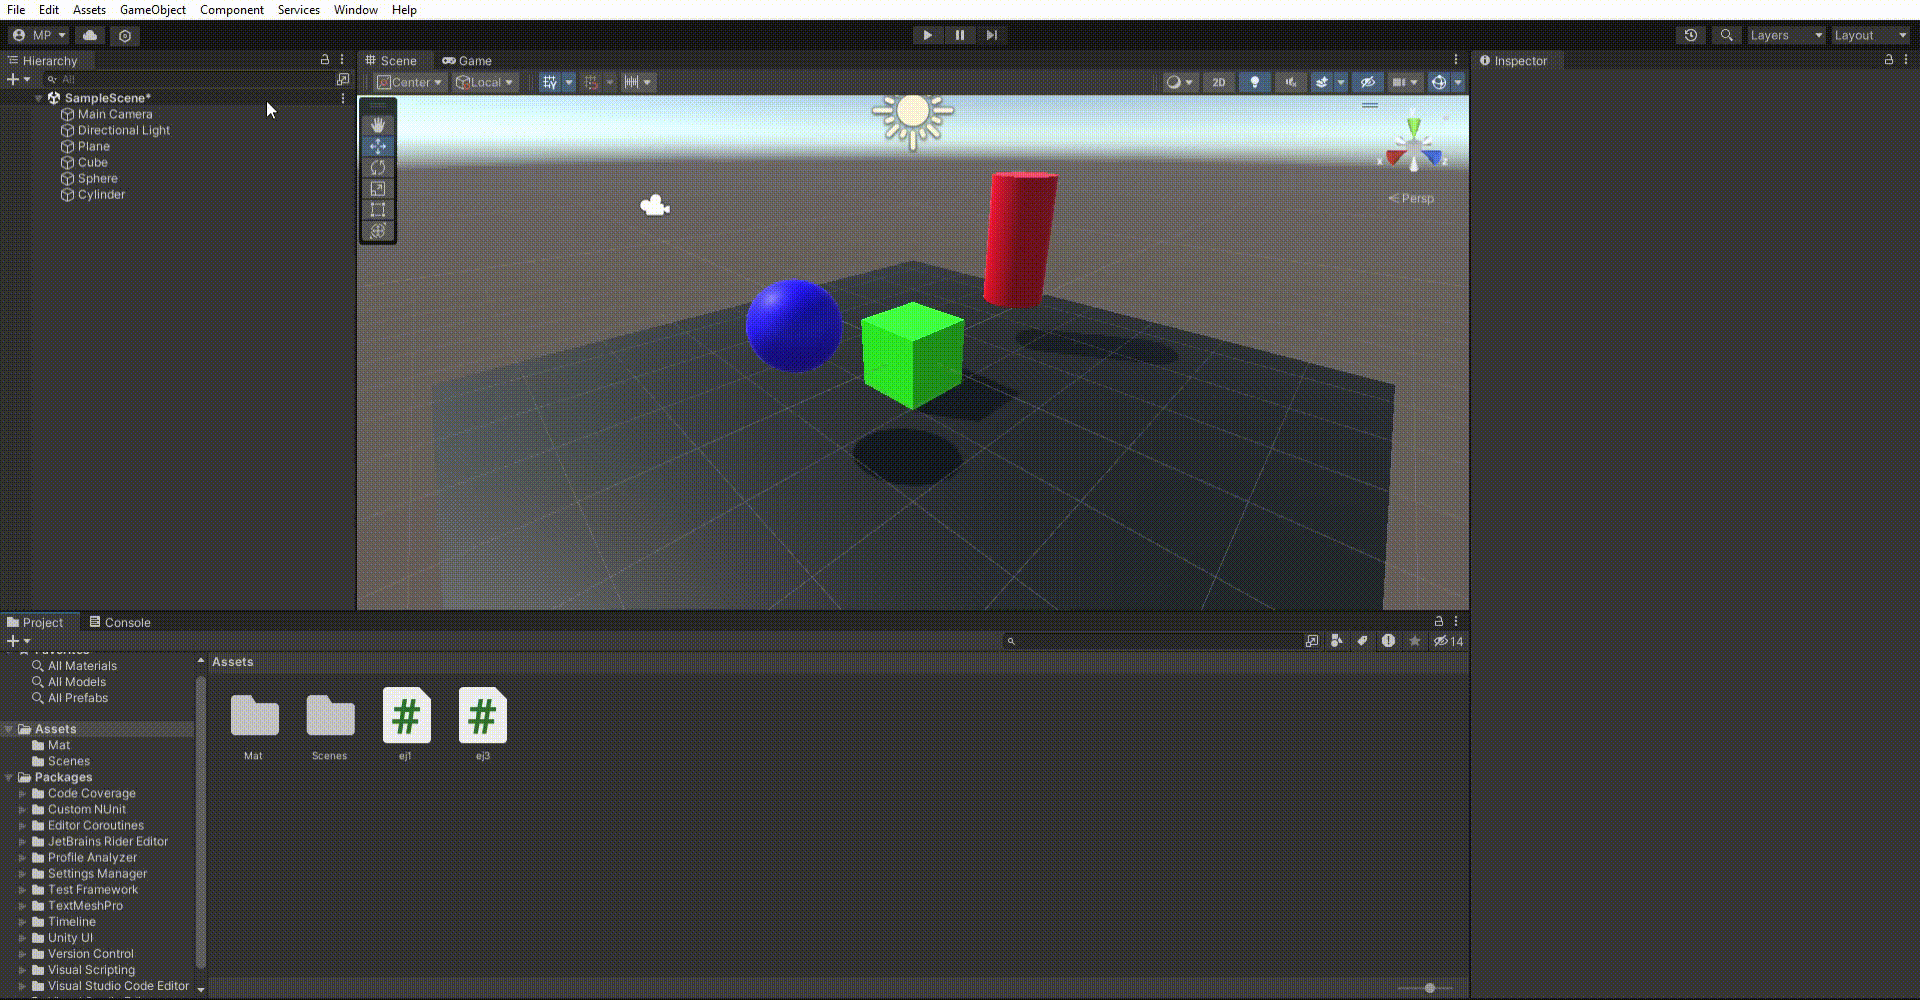 File Edit Assets GameObject Component Services Window Help
MP Layers Layout
Hierarchy
All
SampleScene*
Main Camera
Directional Light
Plane
Cube
Sphere
Cylinder
Scene Game
Center Local 2D
y
x z
Persp
Inspector
Project Console
14
Favorites
All Materials
All Models
All Prefabs
Assets
Mat
Scenes
Packages
Code Coverage
Custom NUnit
Editor Coroutines
JetBrains Rider Editor
Profile Analyzer
Settings Manager
Test Framework
TextMeshPro
Timeline
Unity UI
Version Control
Visual Scripting
Visual Studio Code Editor
Assets
# #
Mat Scenes ej1 ej3